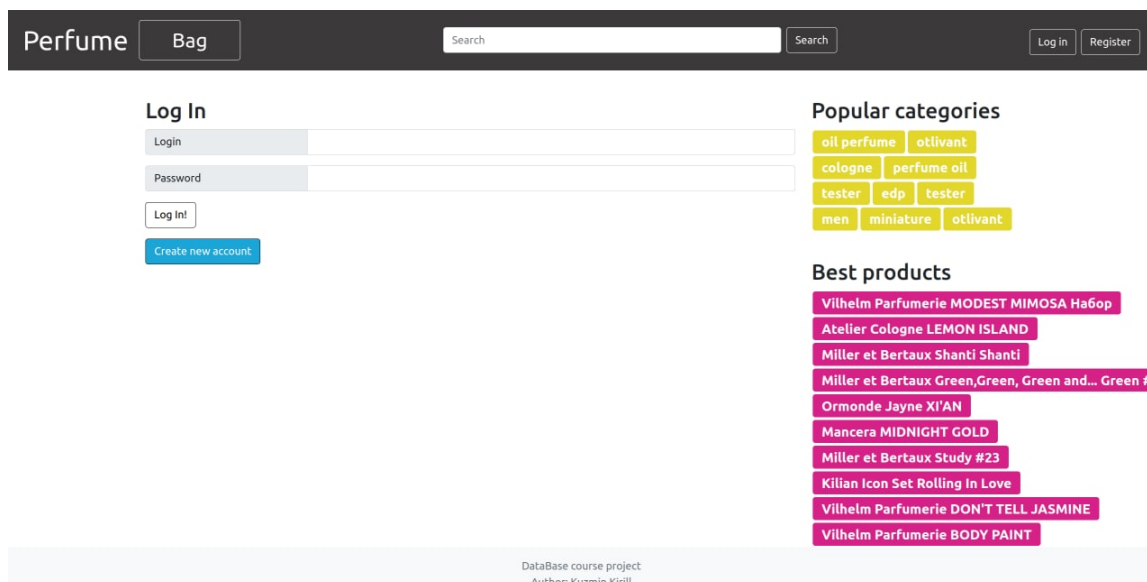 Perfume Bag Search Search Log in Register
Log In
Login
Password
Log In!
Create new account
Popular categories
oil perfume otlivant
cologne perfume oil
tester edp tester
men miniature otlivant
Best products
Vilhelm Parfumerie MODEST MIMOSA Набор
Atelier Cologne LEMON ISLAND
Miller et Bertaux Shanti Shanti
Miller et Bertaux Green,Green, Green and... Green #
Ormonde Jayne XI'AN
Mancera MIDNIGHT GOLD
Miller et Bertaux Study #23
Kilian Icon Set Rolling In Love
Vilhelm Parfumerie DON'T TELL JASMINE
Vilhelm Parfumerie BODY PAINT
DataBase course project
Author: Kuzmin Kirill